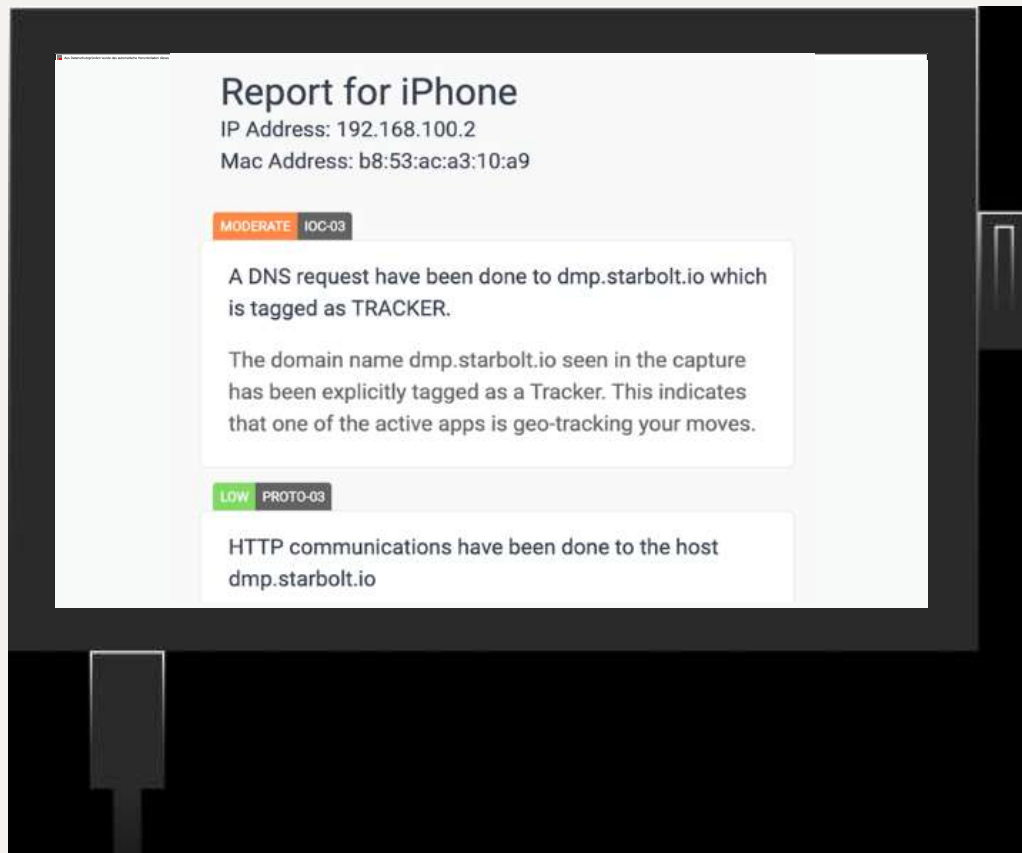 Report for iPhone
IP Address: 192.168.100.2
Mac Address: b8:53:ac:a3:10:a9
MODERATE IOC-03
A DNS request have been done to dmp.starbolt.io which
is tagged as TRACKER.
The domain name dmp.starbolt.io seen in the capture
has been explicitly tagged as a Tracker. This indicates
that one of the active apps is geo-tracking your moves.
LOW PROTO-03
HTTP communications have been done to the host
dmp.starbolt.io